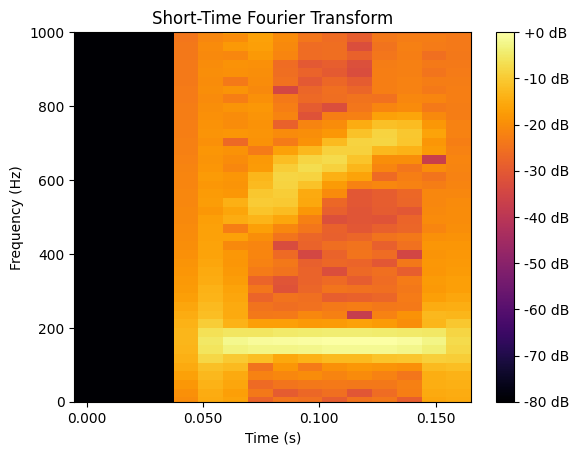 Short-Time Fourier Transform
1000
800
600
400
200
0
Frequency (Hz)
0.000
0.050
0.100
0.150
Time (s)
+0 dB
-10 dB
-20 dB
-30 dB
-40 dB
-50 dB
-60 dB
-70 dB
-80 dB